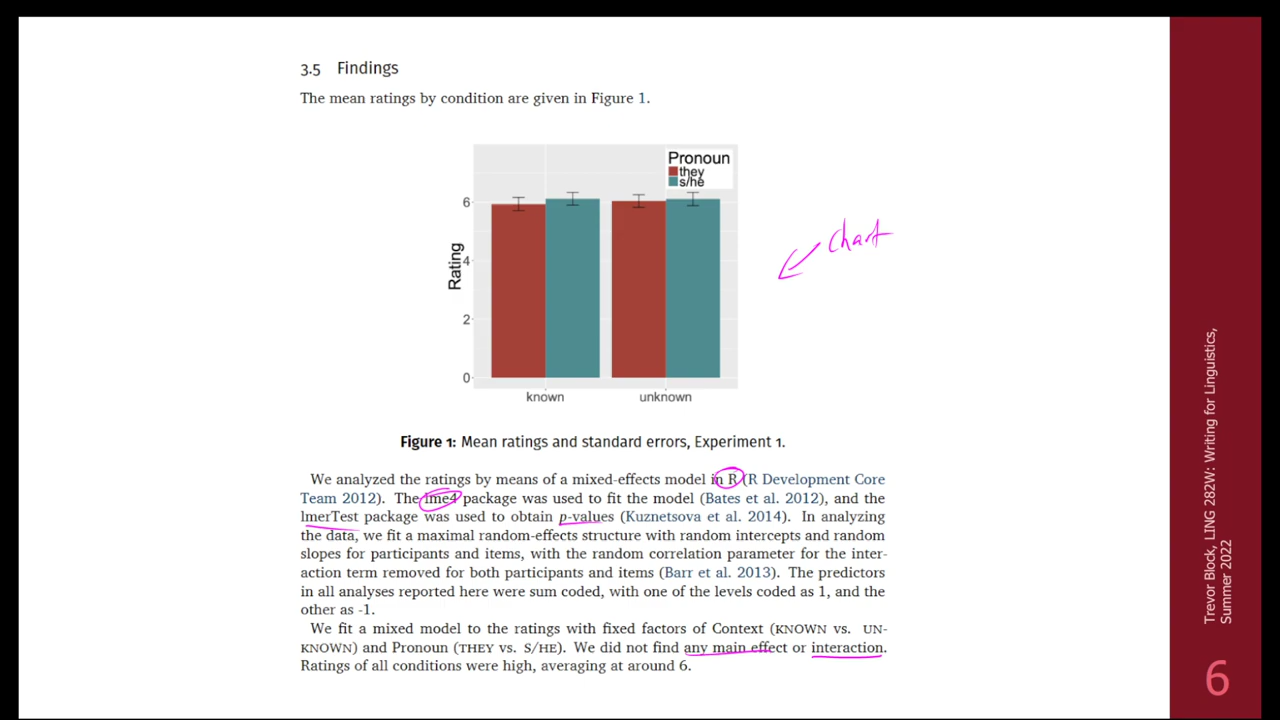 3.5 Findings
The mean ratings by condition are given in Figure 1.
Pronoun
they
s/he
6
4
2
0
Rating
known unknown
chart
Figure 1: Mean ratings and standard errors, Experiment 1.
We analyzed the ratings by means of a mixed-effects model in R (R Development Core
Team 2012). The lme4 package was used to fit the model (Bates et al. 2012), and the
lmerTest package was used to obtain p-values (Kuznetsova et al. 2014). In analyzing
the data, we fit a maximal random-effects structure with random intercepts and random
slopes for participants and items, with the random correlation parameter for the inter-
action term removed for both participants and items (Barr et al. 2013). The predictors
in all analyses reported here were sum coded, with one of the levels coded as 1, and the
other as -1.
We fit a mixed model to the ratings with fixed factors of Context (KNOWN vs. UN-
KNOWN) and Pronoun (THEY vs. S/HE). We did not find any main effect or interaction.
Ratings of all conditions were high, averaging at around 6.
Trevor Block, LING 282W: Writing for Linguistics,
Summer 2022
6